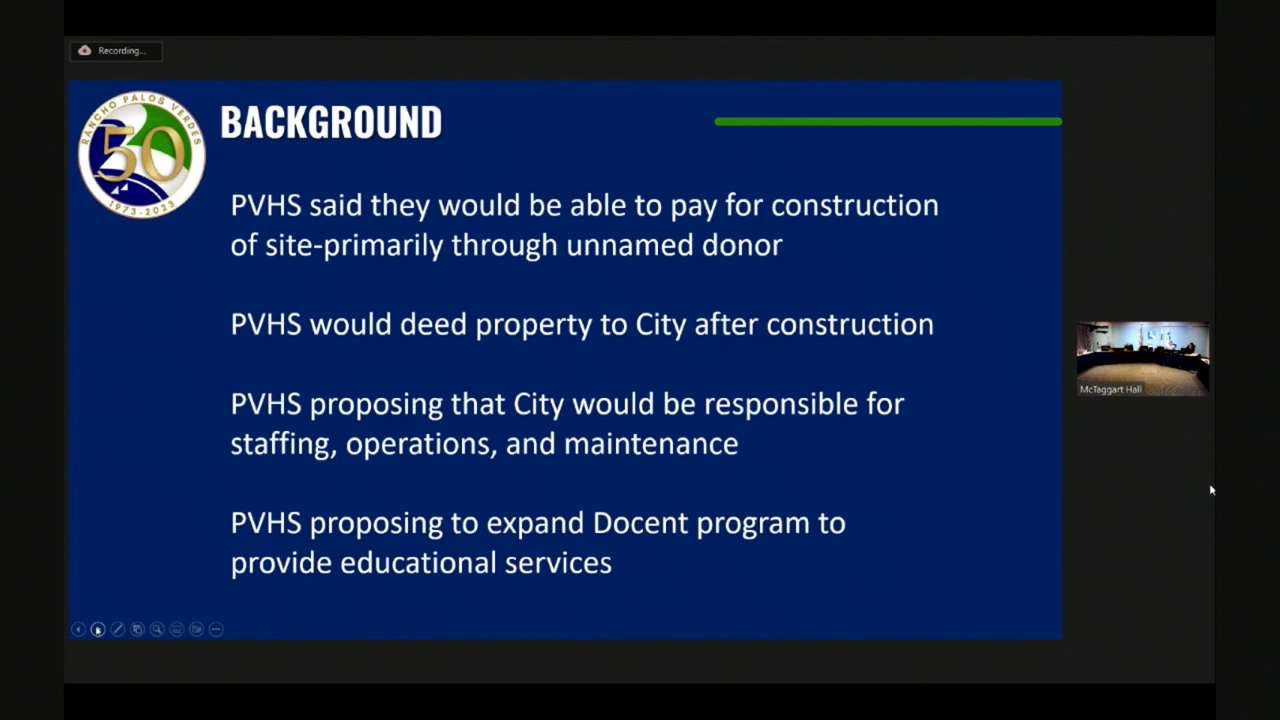 Recording...
RANCHO PALOS VERDES
50
1973-2023
BACKGROUND
PVHS said they would be able to pay for construction
of site-primarily through unnamed donor
PVHS would deed property to City after construction
PVHS proposing that City would be responsible for
staffing, operations, and maintenance
PVHS proposing to expand Docent program to
provide educational services
McTaggart Hall